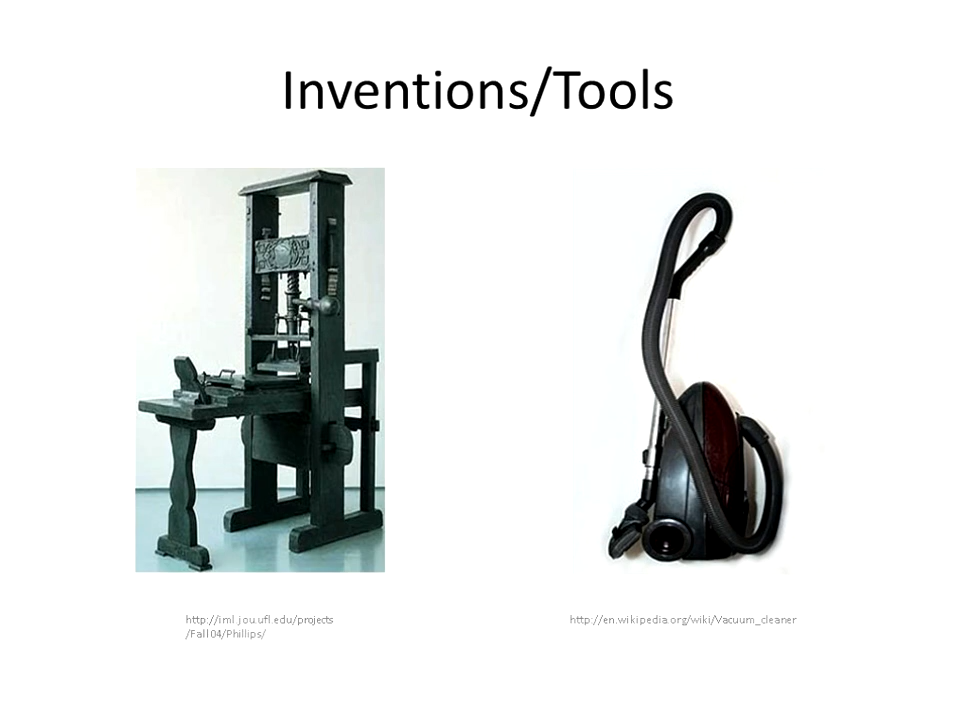 Inventions/Tools
http://iml.jou.ufl.edu/projects
/Fall04/Phillips/
http://en.wikipedia.org/wiki/Vacuum_cleaner